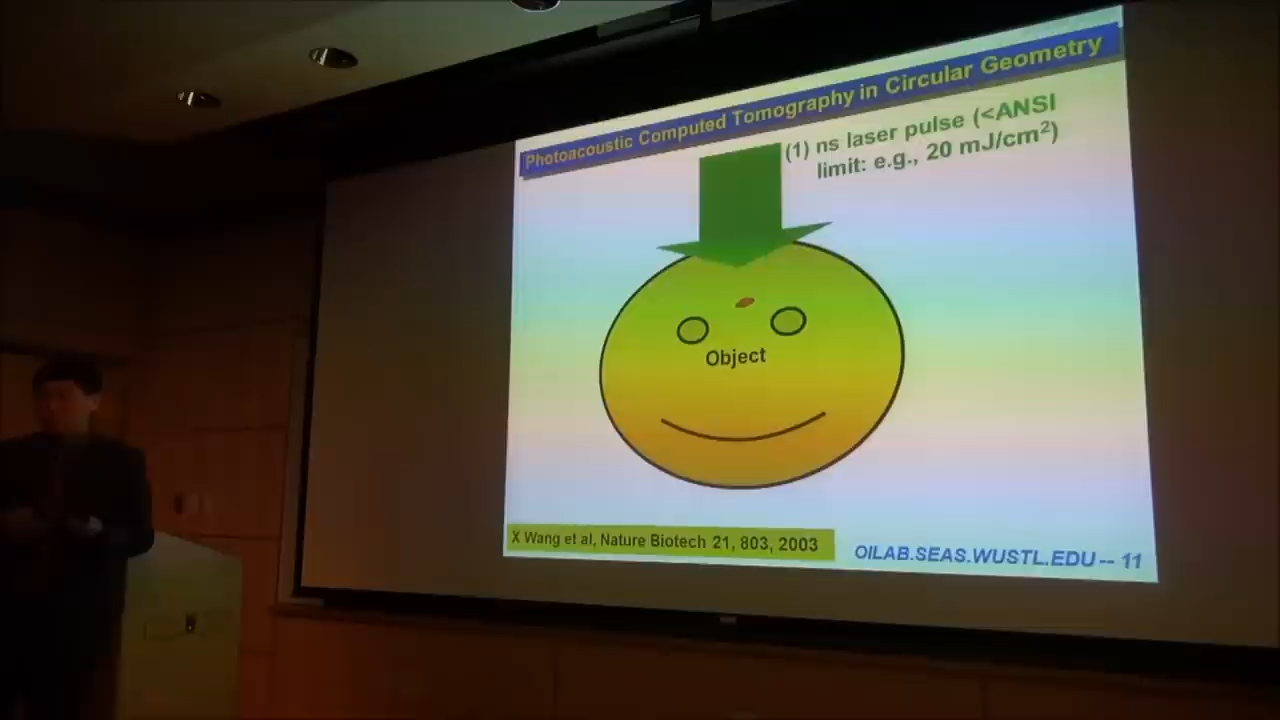 Photoacoustic Computed Tomography in Circular Geometry
(1) ns laser pulse (<ANSI
limit: e.g., 20 mJ/cm²)
Object
X Wang et al, Nature Biotech 21, 803, 2003
OILAB.SEAS.WUSTL.EDU -- 11